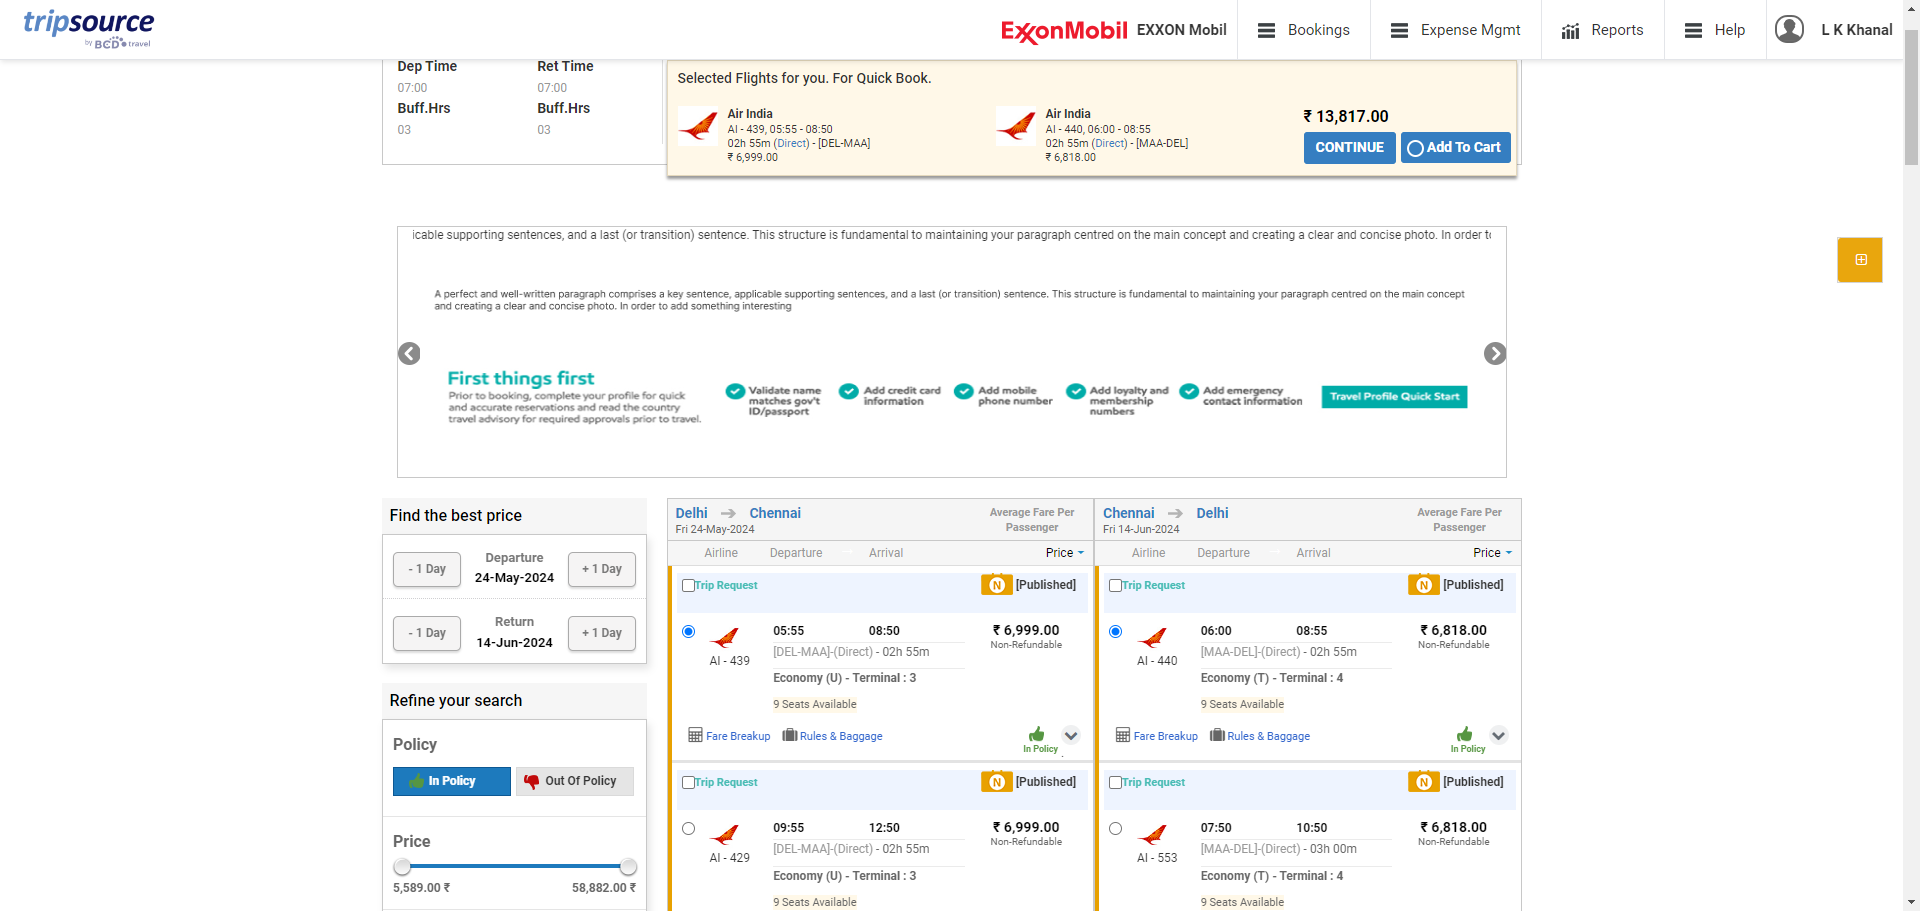 tripsource
by BCD travel
ExxonMobil
EXXON Mobil
Bookings
Expense Mgmt
Reports
Help
L K Khanal
Dep Time
Ret Time
07:00
07:00
Buff.Hrs
Buff.Hrs
03
03
Selected Flights for you. For Quick Book.
Air India
AI - 439, 05:55 - 08:50
02h 55m (Direct) - [DEL-MAA]
₹ 6,999.00
Air India
AI - 440, 06:00 - 08:55
02h 55m (Direct) - [MAA-DEL]
₹ 6,818.00
₹ 13,817.00
CONTINUE
Add To Cart
icable supporting sentences, and a last (or transition) sentence. This structure is fundamental to maintaining your paragraph centred on the main concept and creating a clear and concise photo. In order to
A perfect and well-written paragraph comprises a key sentence, applicable supporting sentences, and a last (or transition) sentence. This structure is fundamental to maintaining your paragraph centred on the main concept
and creating a clear and concise photo. In order to add something interesting
First things first
Prior to booking, complete your profile for quick
and accurate reservations and read the country
travel advisory for required approvals prior to travel.
Validate name
matches gov't
ID/passport
Add credit card
information
Add mobile
phone number
Add loyalty and
membership
numbers
Add emergency
contact information
Travel Profile Quick Start
Find the best price
- 1 Day
Departure
24-May-2024
+ 1 Day
- 1 Day
Return
14-Jun-2024
+ 1 Day
Refine your search
Policy
In Policy
Out Of Policy
Price
5,589.00 ₹
58,882.00 ₹
Delhi
Chennai
Fri 24-May-2024
Average Fare Per
Passenger
Airline
Departure
Arrival
Price
Trip Request
N
[Published]
05:55
08:50
₹ 6,999.00
[DEL-MAA]-(Direct) - 02h 55m
Non-Refundable
AI - 439
Economy (U) - Terminal : 3
9 Seats Available
Fare Breakup
Rules & Baggage
In Policy
Trip Request
N
[Published]
09:55
12:50
₹ 6,999.00
[DEL-MAA]-(Direct) - 02h 55m
Non-Refundable
AI - 429
Economy (U) - Terminal : 3
9 Seats Available
Chennai
Delhi
Fri 14-Jun-2024
Average Fare Per
Passenger
Airline
Departure
Arrival
Price
Trip Request
N
[Published]
06:00
08:55
₹ 6,818.00
[MAA-DEL]-(Direct) - 02h 55m
Non-Refundable
AI - 440
Economy (T) - Terminal : 4
9 Seats Available
Fare Breakup
Rules & Baggage
In Policy
Trip Request
N
[Published]
07:50
10:50
₹ 6,818.00
[MAA-DEL]-(Direct) - 03h 00m
Non-Refundable
AI - 553
Economy (T) - Terminal : 4
9 Seats Available